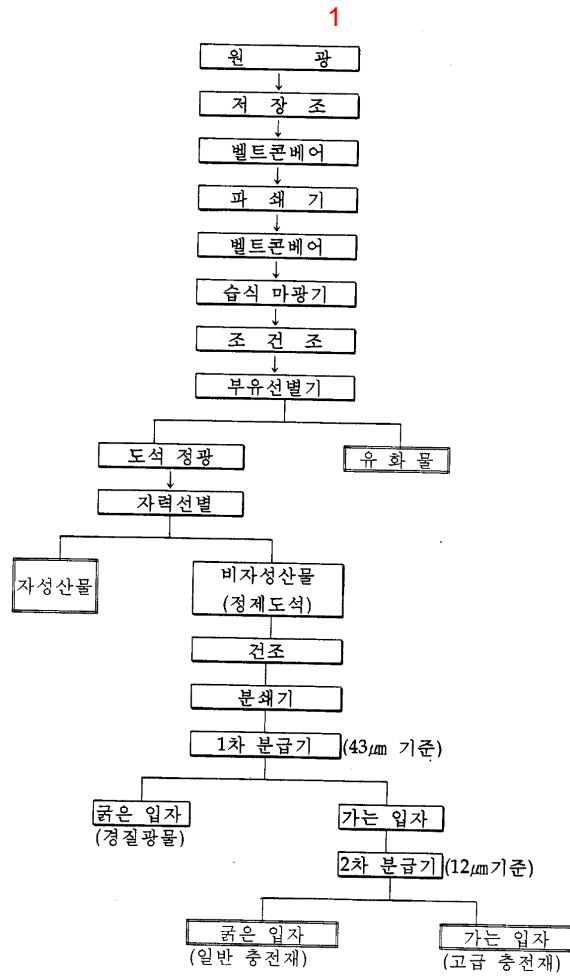 1
원 광
저 장 조
벨트콘베어
파 쇄 기
벨트콘베어
습식 마광기
조 건 조
부유선별기
도석 정광
유 화 물
자력선별
자성산물
비자성산물
(정제도석)
건조
분쇄기
1차 분급기 (43㎛ 기준)
굵은 입자
(경질광물)
가는 입자
2차 분급기 (12㎛기준)
굵은 입자
(일반 충전재)
가는 입자
(고급 충전재)